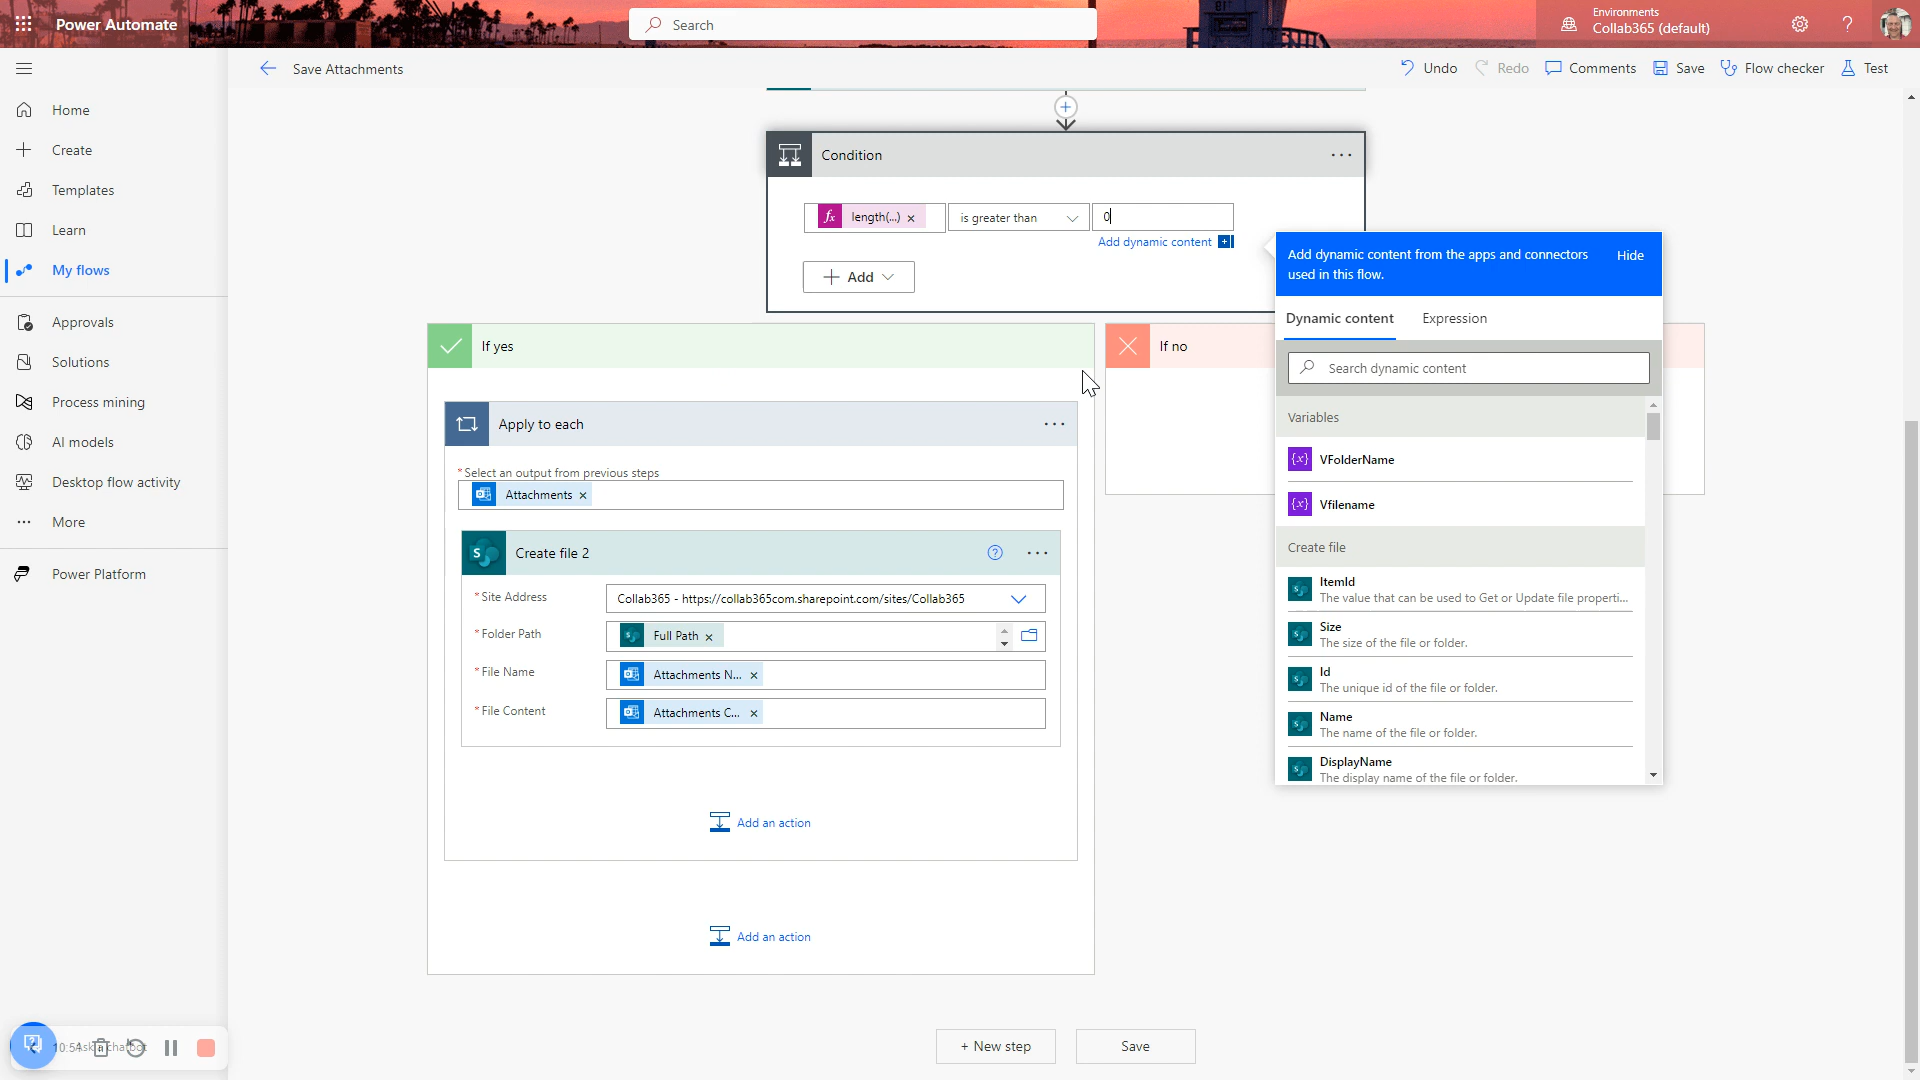 Power Automate
Search
Environments
Collab365 (default)
Save Attachments
Undo
Redo
Comments
Save
Flow checker
Test
Home
Create
Templates
Learn
My flows
Approvals
Solutions
Process mining
AI models
Desktop flow activity
More
Power Platform
Condition
fx length(...) ×
is greater than
0
Add dynamic content
Add
If yes
If no
Apply to each
* Select an output from previous steps
Attachments ×
Create file 2
* Site Address
Collab365 - https://collab365com.sharepoint.com/sites/Collab365
* Folder Path
Full Path ×
* File Name
Attachments N... ×
* File Content
Attachments C... ×
Add an action
Add an action
+ New step
Save
Add dynamic content from the apps and connectors
used in this flow.
Hide
Dynamic content
Expression
Search dynamic content
Variables
{x} VFolderName
{x} Vfilename
Create file
ItemId
The value that can be used to Get or Update file properti...
Size
The size of the file or folder.
Id
The unique id of the file or folder.
Name
The name of the file or folder.
DisplayName
The display name of the file or folder.
10:54